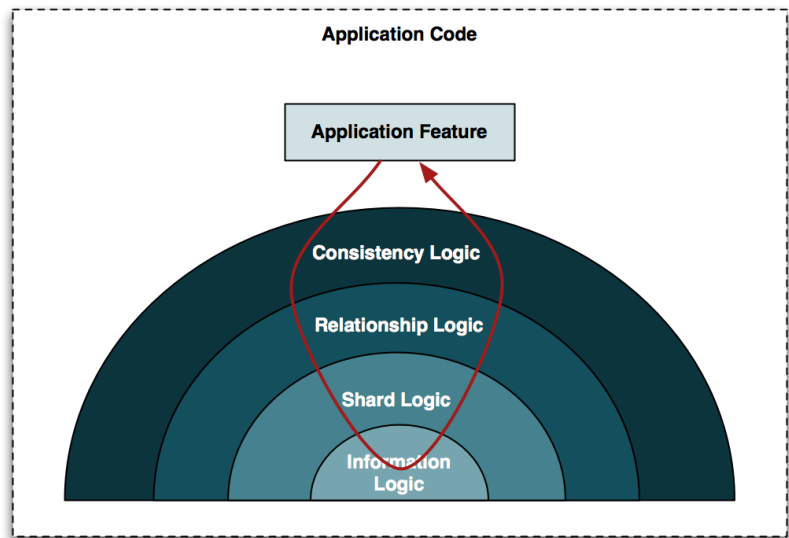 Application Code
Application Feature
Consistency Logic
Relationship Logic
Shard Logic
Information
Logic